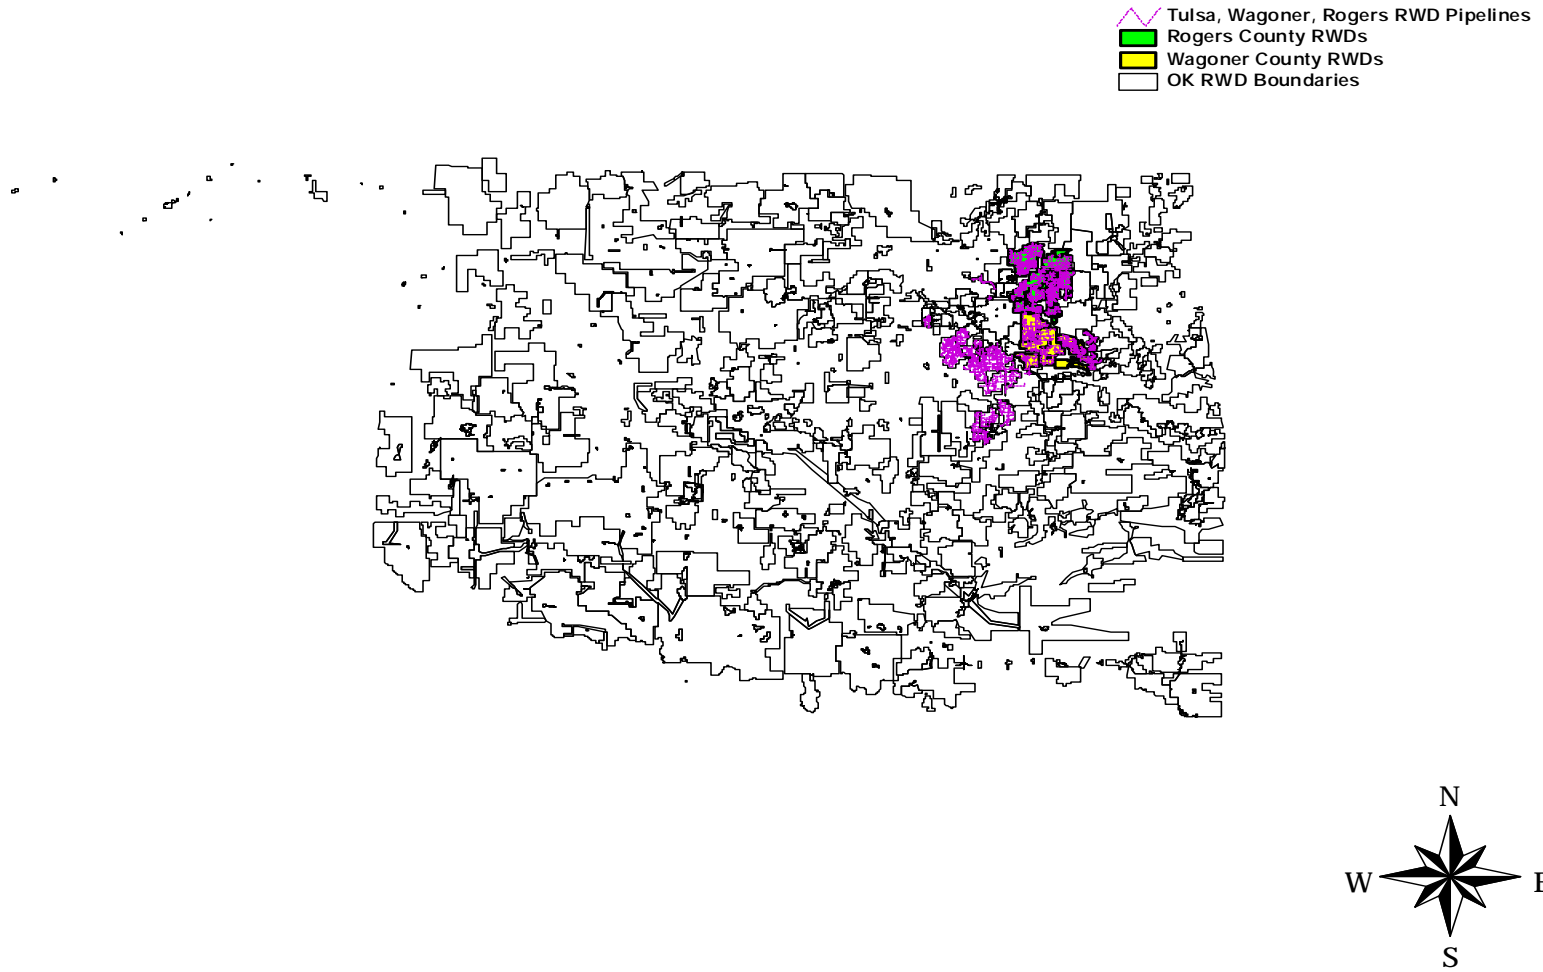 Tulsa, Wagoner, Rogers RWD Pipelines
Rogers County RWDs
Wagoner County RWDs
OK RWD Boundaries
N
W E
S